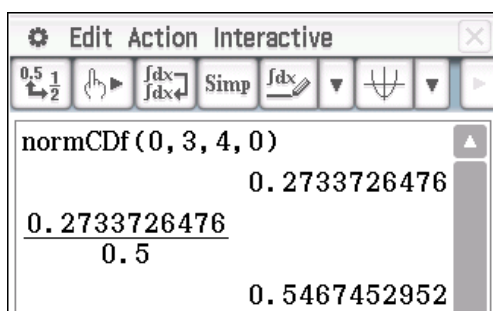 Edit Action Interactive
0.5 1 2 ∫dx ∫dx Simp ∫dx
normCDf(0,3,4,0)
0.2733726476
0.2733726476
0.5
0.5467452952